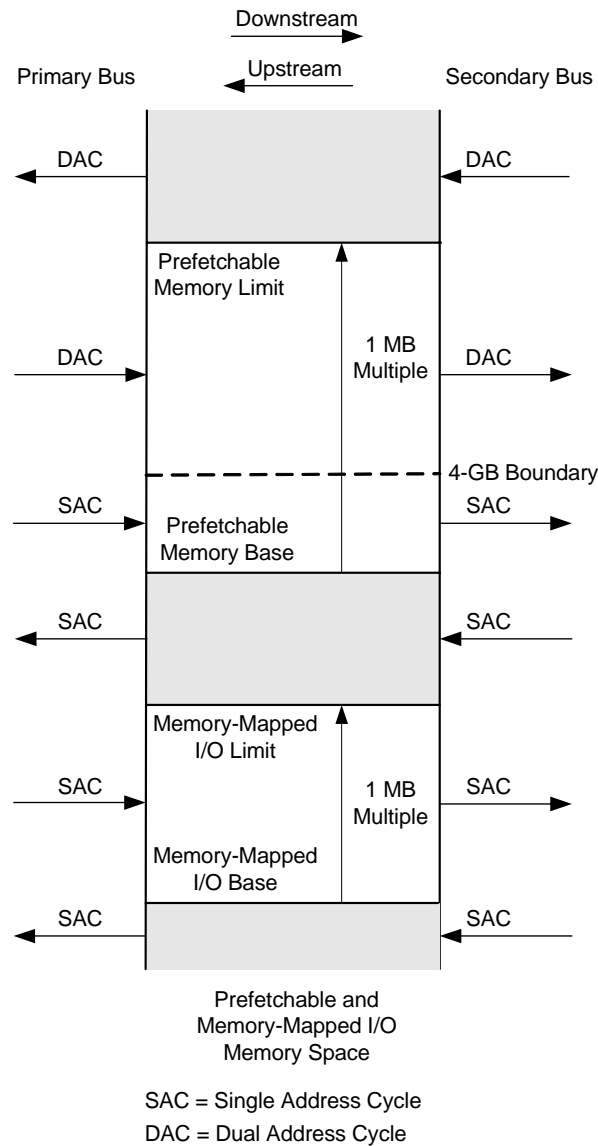 Downstream
Primary Bus
Upstream
Secondary Bus
DAC
DAC
Prefetchable
Memory Limit
DAC
1 MB
Multiple
DAC
4-GB Boundary
SAC
Prefetchable
Memory Base
SAC
SAC
SAC
Memory-Mapped
I/O Limit
SAC
1 MB
Multiple
SAC
Memory-Mapped
I/O Base
SAC
SAC
Prefetchable and
Memory-Mapped I/O
Memory Space
SAC = Single Address Cycle
DAC = Dual Address Cycle